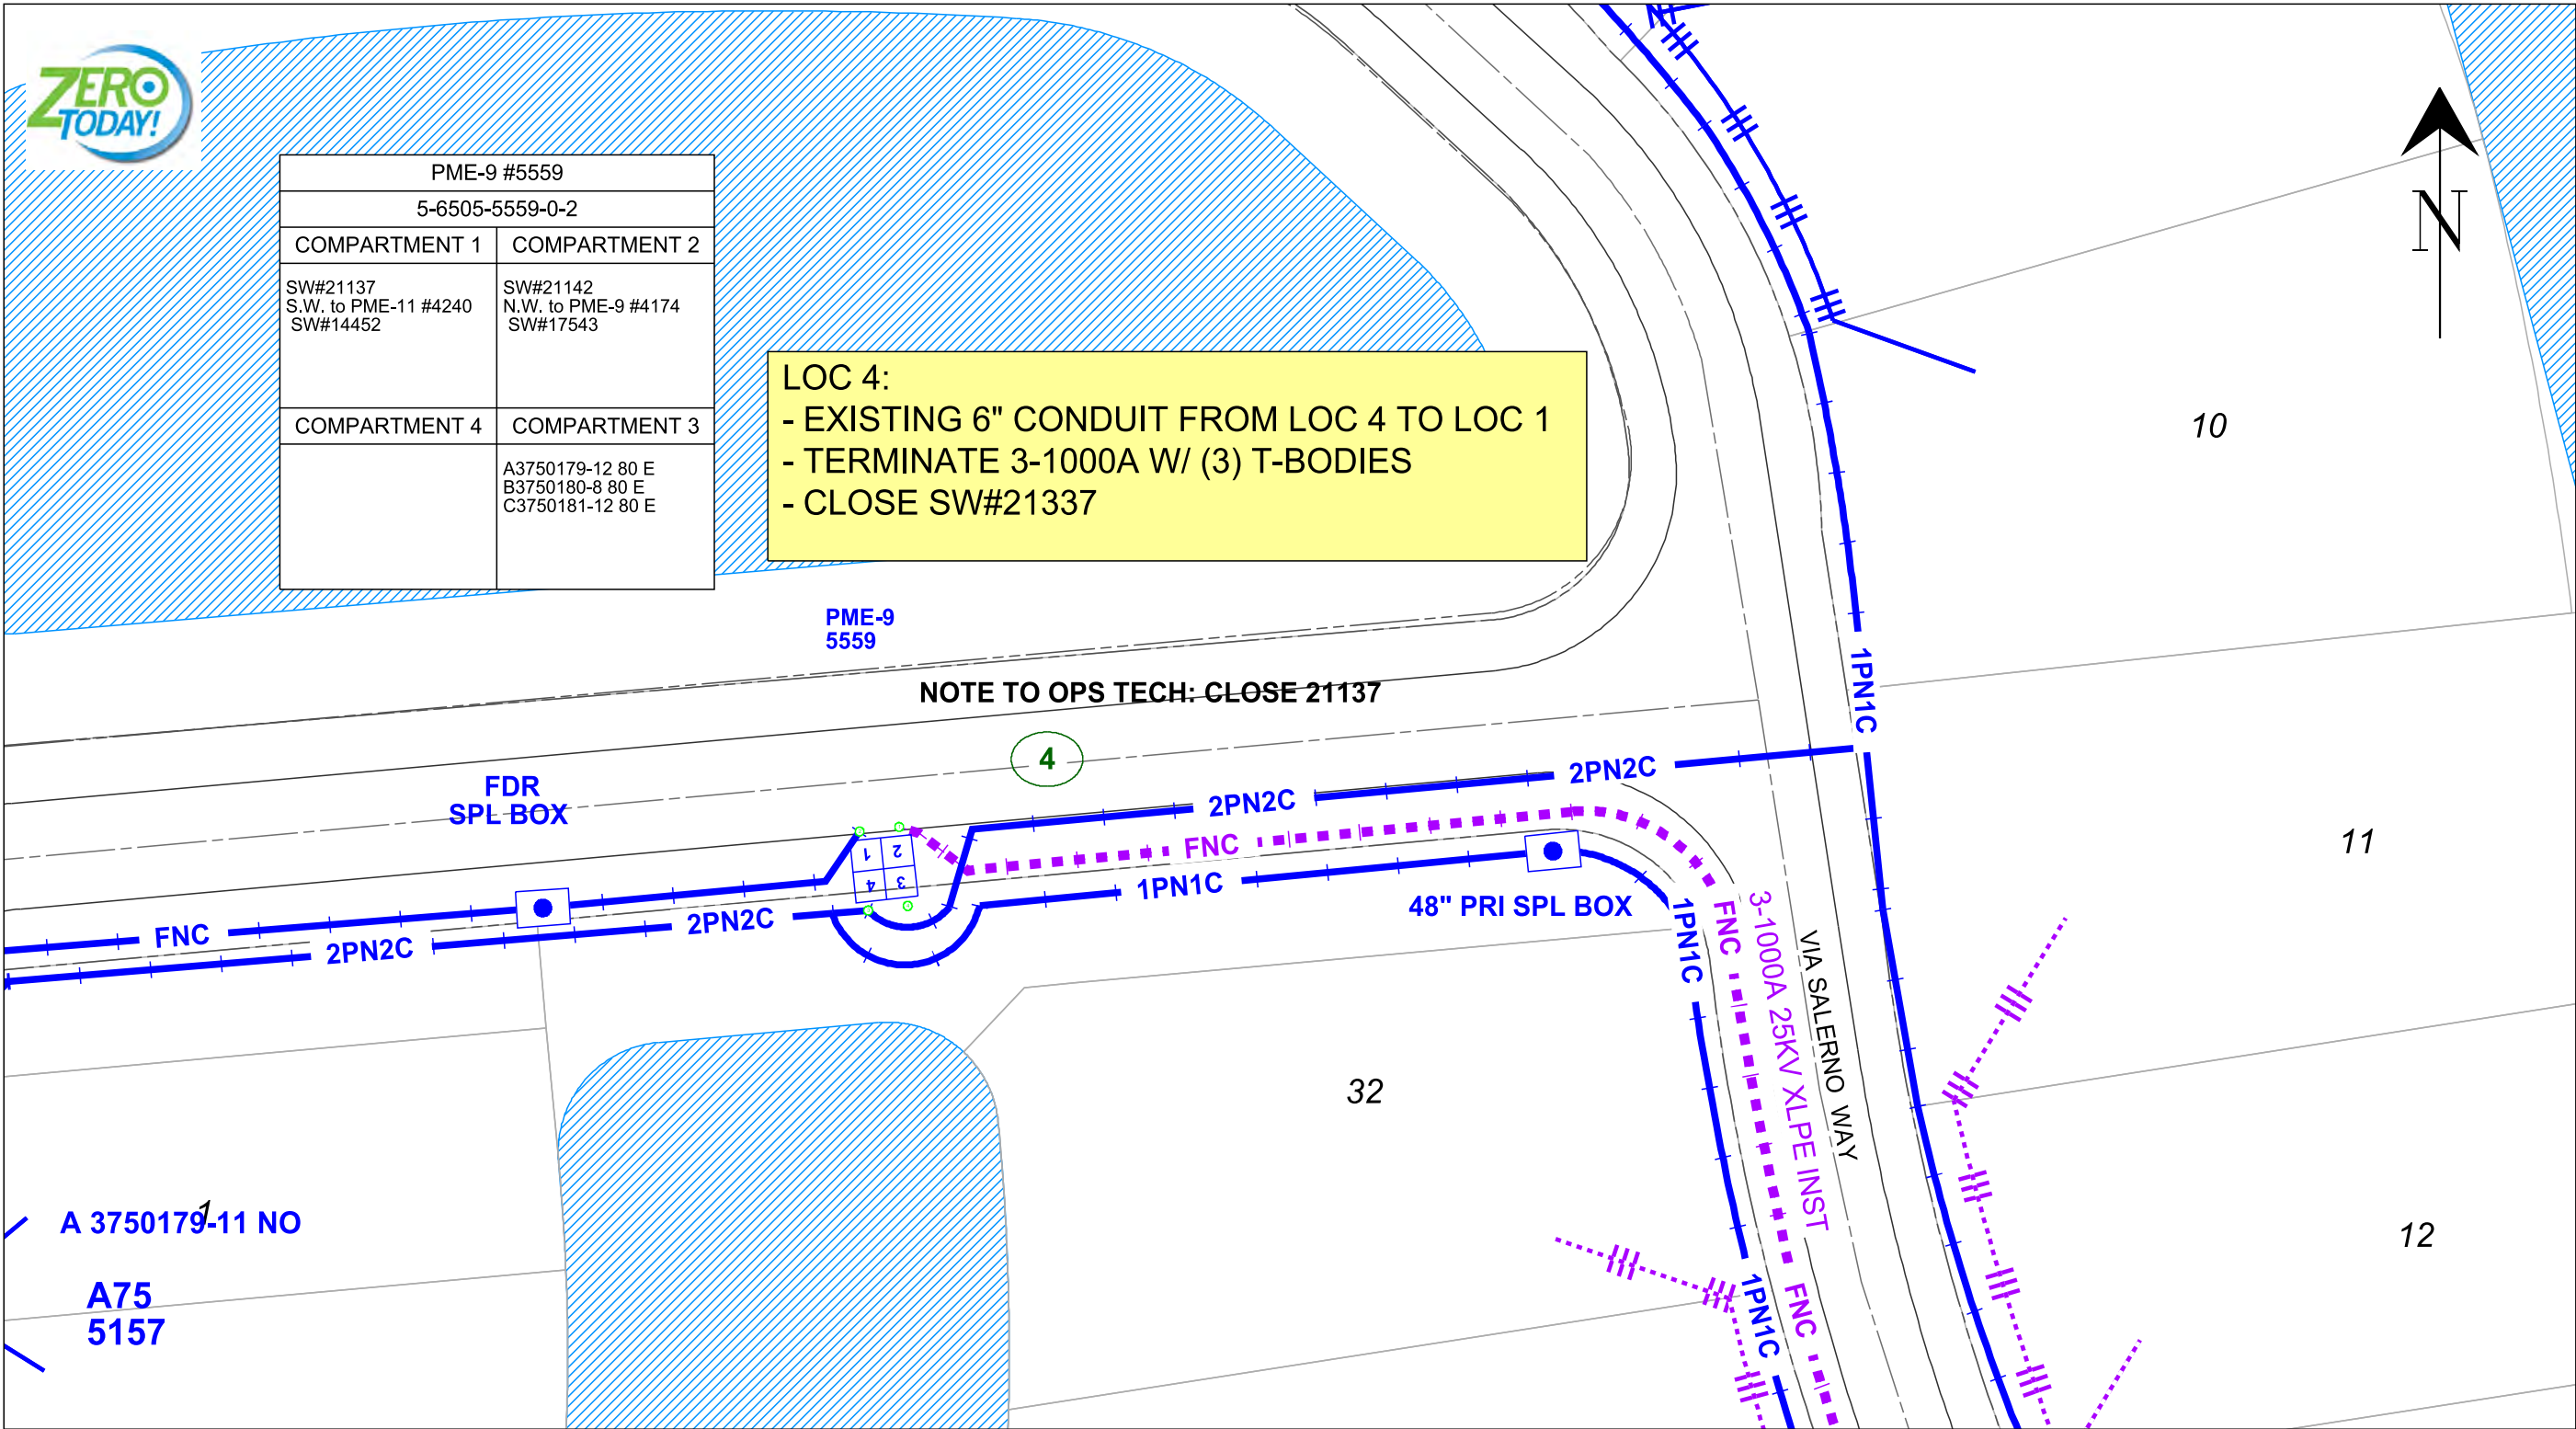 ZERO
TODAY!
PME-9 #5559
5-6505-5559-0-2
COMPARTMENT 1
COMPARTMENT 2
SW#21137
S.W. to PME-11 #4240
SW#14452
SW#21142
N.W. to PME-9 #4174
SW#17543
COMPARTMENT 4
COMPARTMENT 3
A3750179-12 80 E
B3750180-8 80 E
C3750181-12 80 E
LOC 4:
- EXISTING 6" CONDUIT FROM LOC 4 TO LOC 1
- TERMINATE 3-1000A W/ (3) T-BODIES
- CLOSE SW#21337
N
10
PME-9
5559
NOTE TO OPS TECH: CLOSE 21137
1PN1C
4
FDR
SPL BOX
2PN2C
2PN2C
1
2
4
3
FNC
1PN1C
11
48" PRI SPL BOX
FNC
2PN2C
2PN2C
1PN1C
FNC
3-1000A 25KV XLPE INST
VIA SALERNO WAY
32
1
A 3750179-11 NO
12
A75
5157
1PN1C
FNC